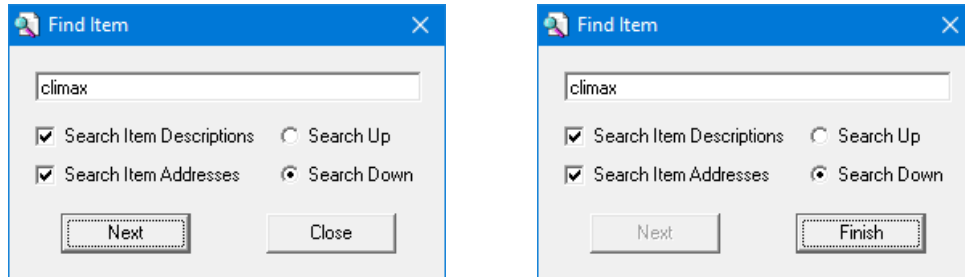 Find Item
climax
Search Item Descriptions Search Up
Search Item Addresses Search Down
Next Close
Find Item
climax
Search Item Descriptions Search Up
Search Item Addresses Search Down
Next Finish